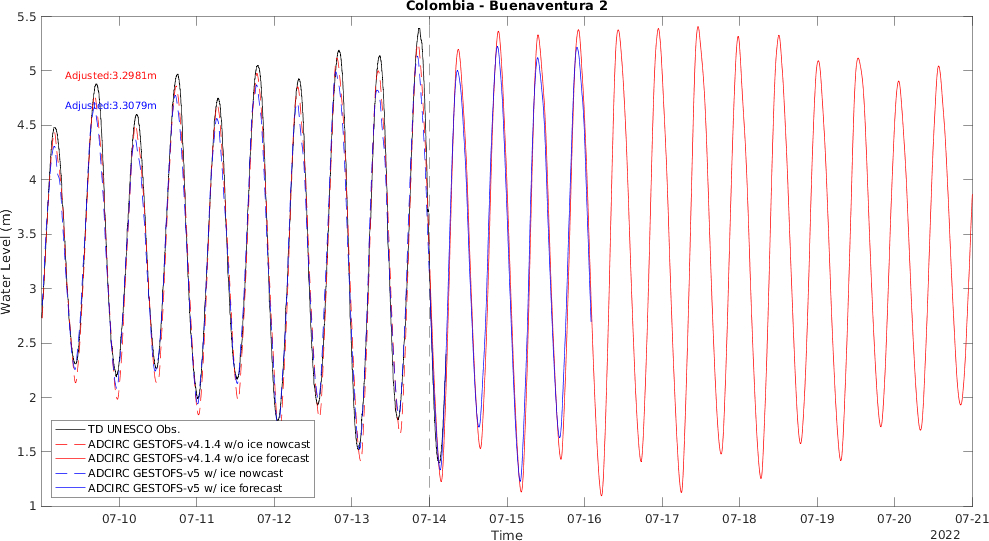 Colombia - Buenaventura 2
5.5
5
4.5
4
3.5
3
2.5
2
1.5
1
Water Level (m)
Adjusted:3.2981m
Adjusted:3.3079m
TD UNESCO Obs.
ADCIRC GESTOFS-v4.1.4 w/o ice nowcast
ADCIRC GESTOFS-v4.1.4 w/o ice forecast
ADCIRC GESTOFS-v5 w/ ice nowcast
ADCIRC GESTOFS-v5 w/ ice forecast
07-10 07-11 07-12 07-13 07-14 07-15 07-16 07-17 07-18 07-19 07-20 07-21
Time
2022